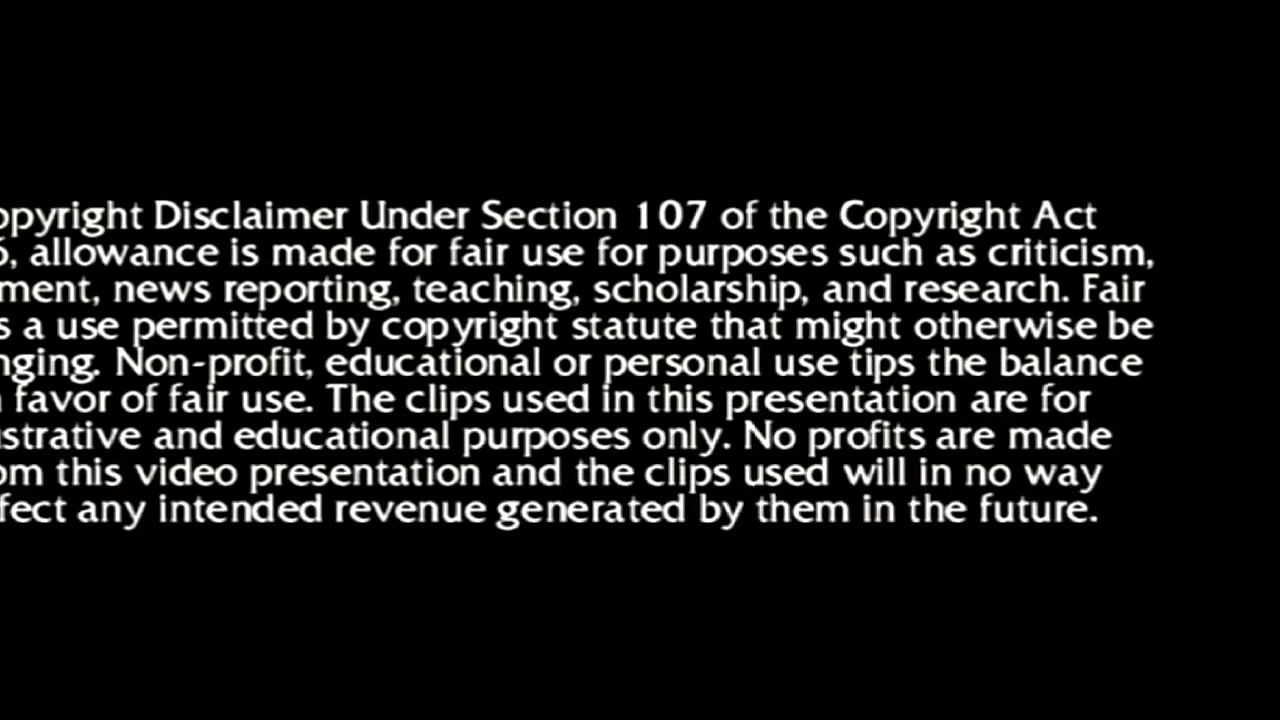 opyright Disclaimer Under Section 107 of the Copyright Act
6, allowance is made for fair use for purposes such as criticism,
ment, news reporting, teaching, scholarship, and research. Fair
s a use permitted by copyright statute that might otherwise be
nging. Non-profit, educational or personal use tips the balance
favor of fair use. The clips used in this presentation are for
ustrative and educational purposes only. No profits are made
om this video presentation and the clips used will in no way
fect any intended revenue generated by them in the future.